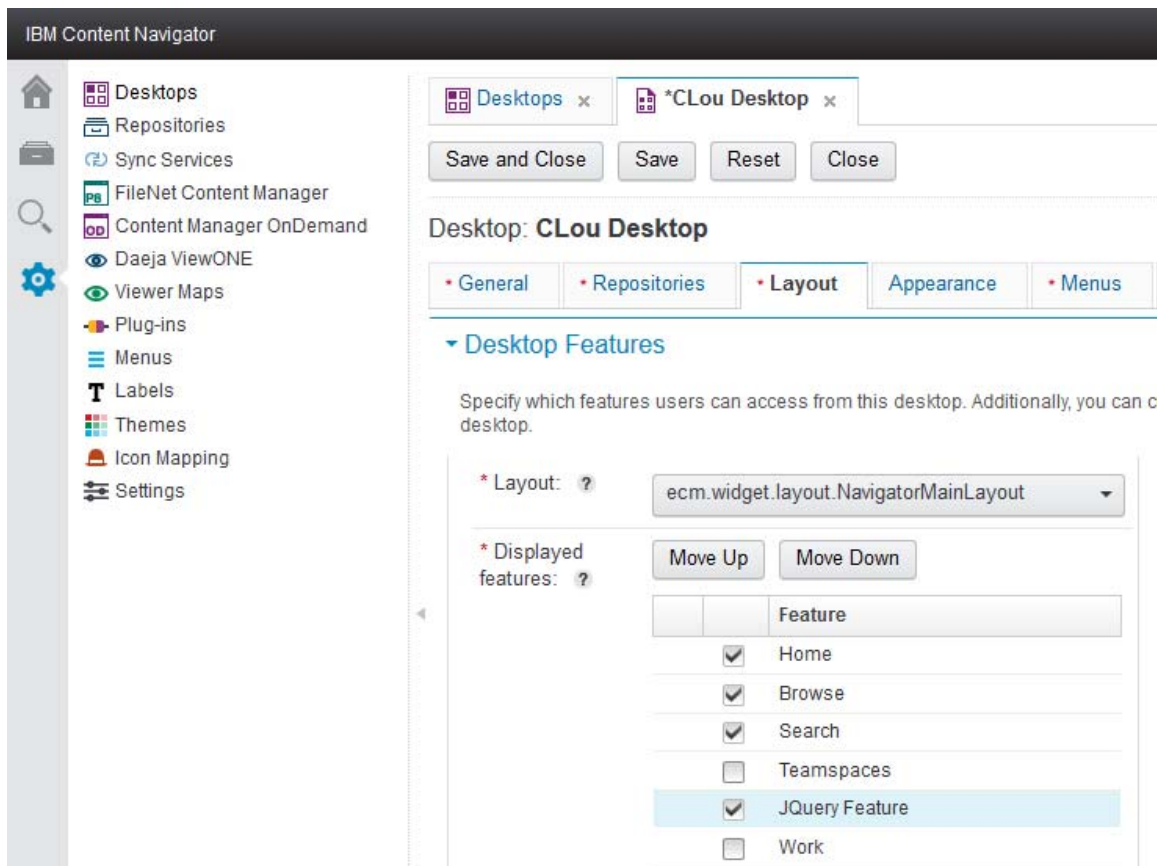 IBM Content Navigator
Desktops
Repositories
Sync Services
FileNet Content Manager
Content Manager OnDemand
Daeja ViewONE
Viewer Maps
Plug-ins
Menus
T Labels
Themes
Icon Mapping
Settings
Desktops x *CLou Desktop x
Save and Close Save Reset Close
Desktop: CLou Desktop
* General * Repositories * Layout Appearance * Menus
Desktop Features
Specify which features users can access from this desktop. Additionally, you can c
desktop.
* Layout: ? ecm.widget.layout.NavigatorMainLayout
* Displayed features: ? Move Up Move Down
Feature
Home
Browse
Search
Teamspaces
JQuery Feature
Work